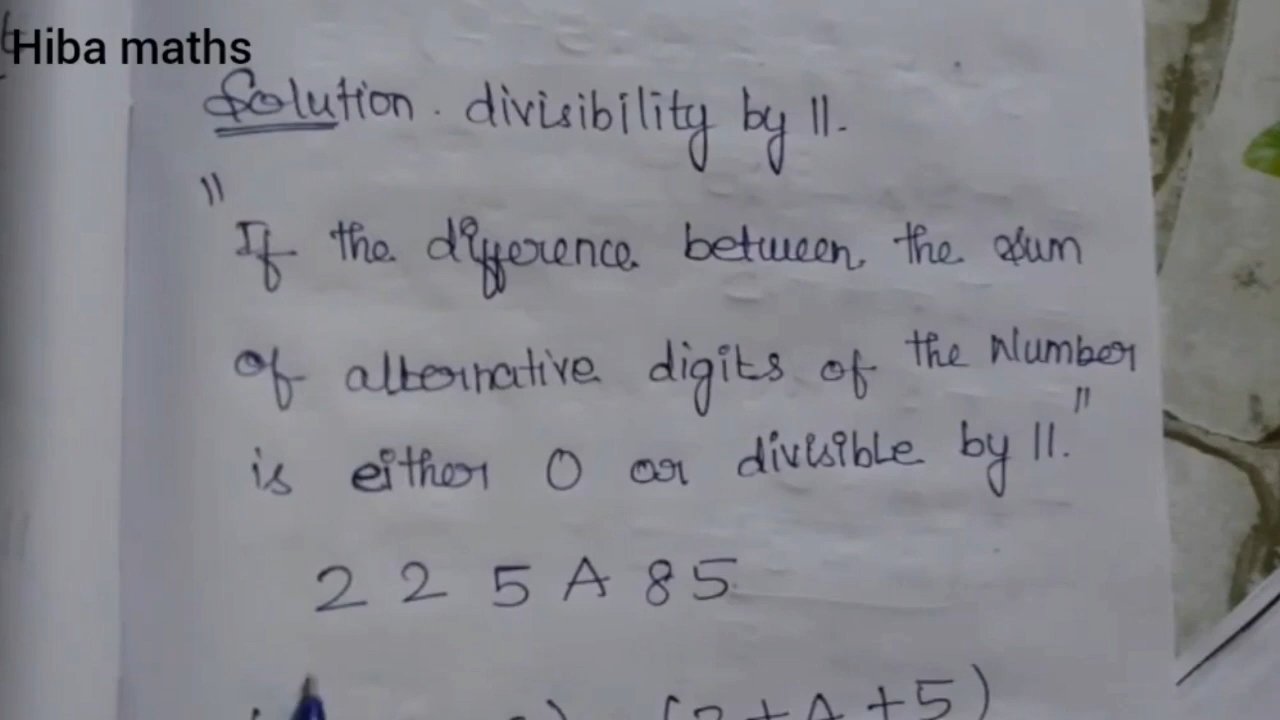 Hiba maths
Solution. divisibility by 11.
"If the difference between the sum
of alternative digits of the Number
is either 0 or divisible by 11."
2 2 5 A 8 5
) (2 + A + 5)